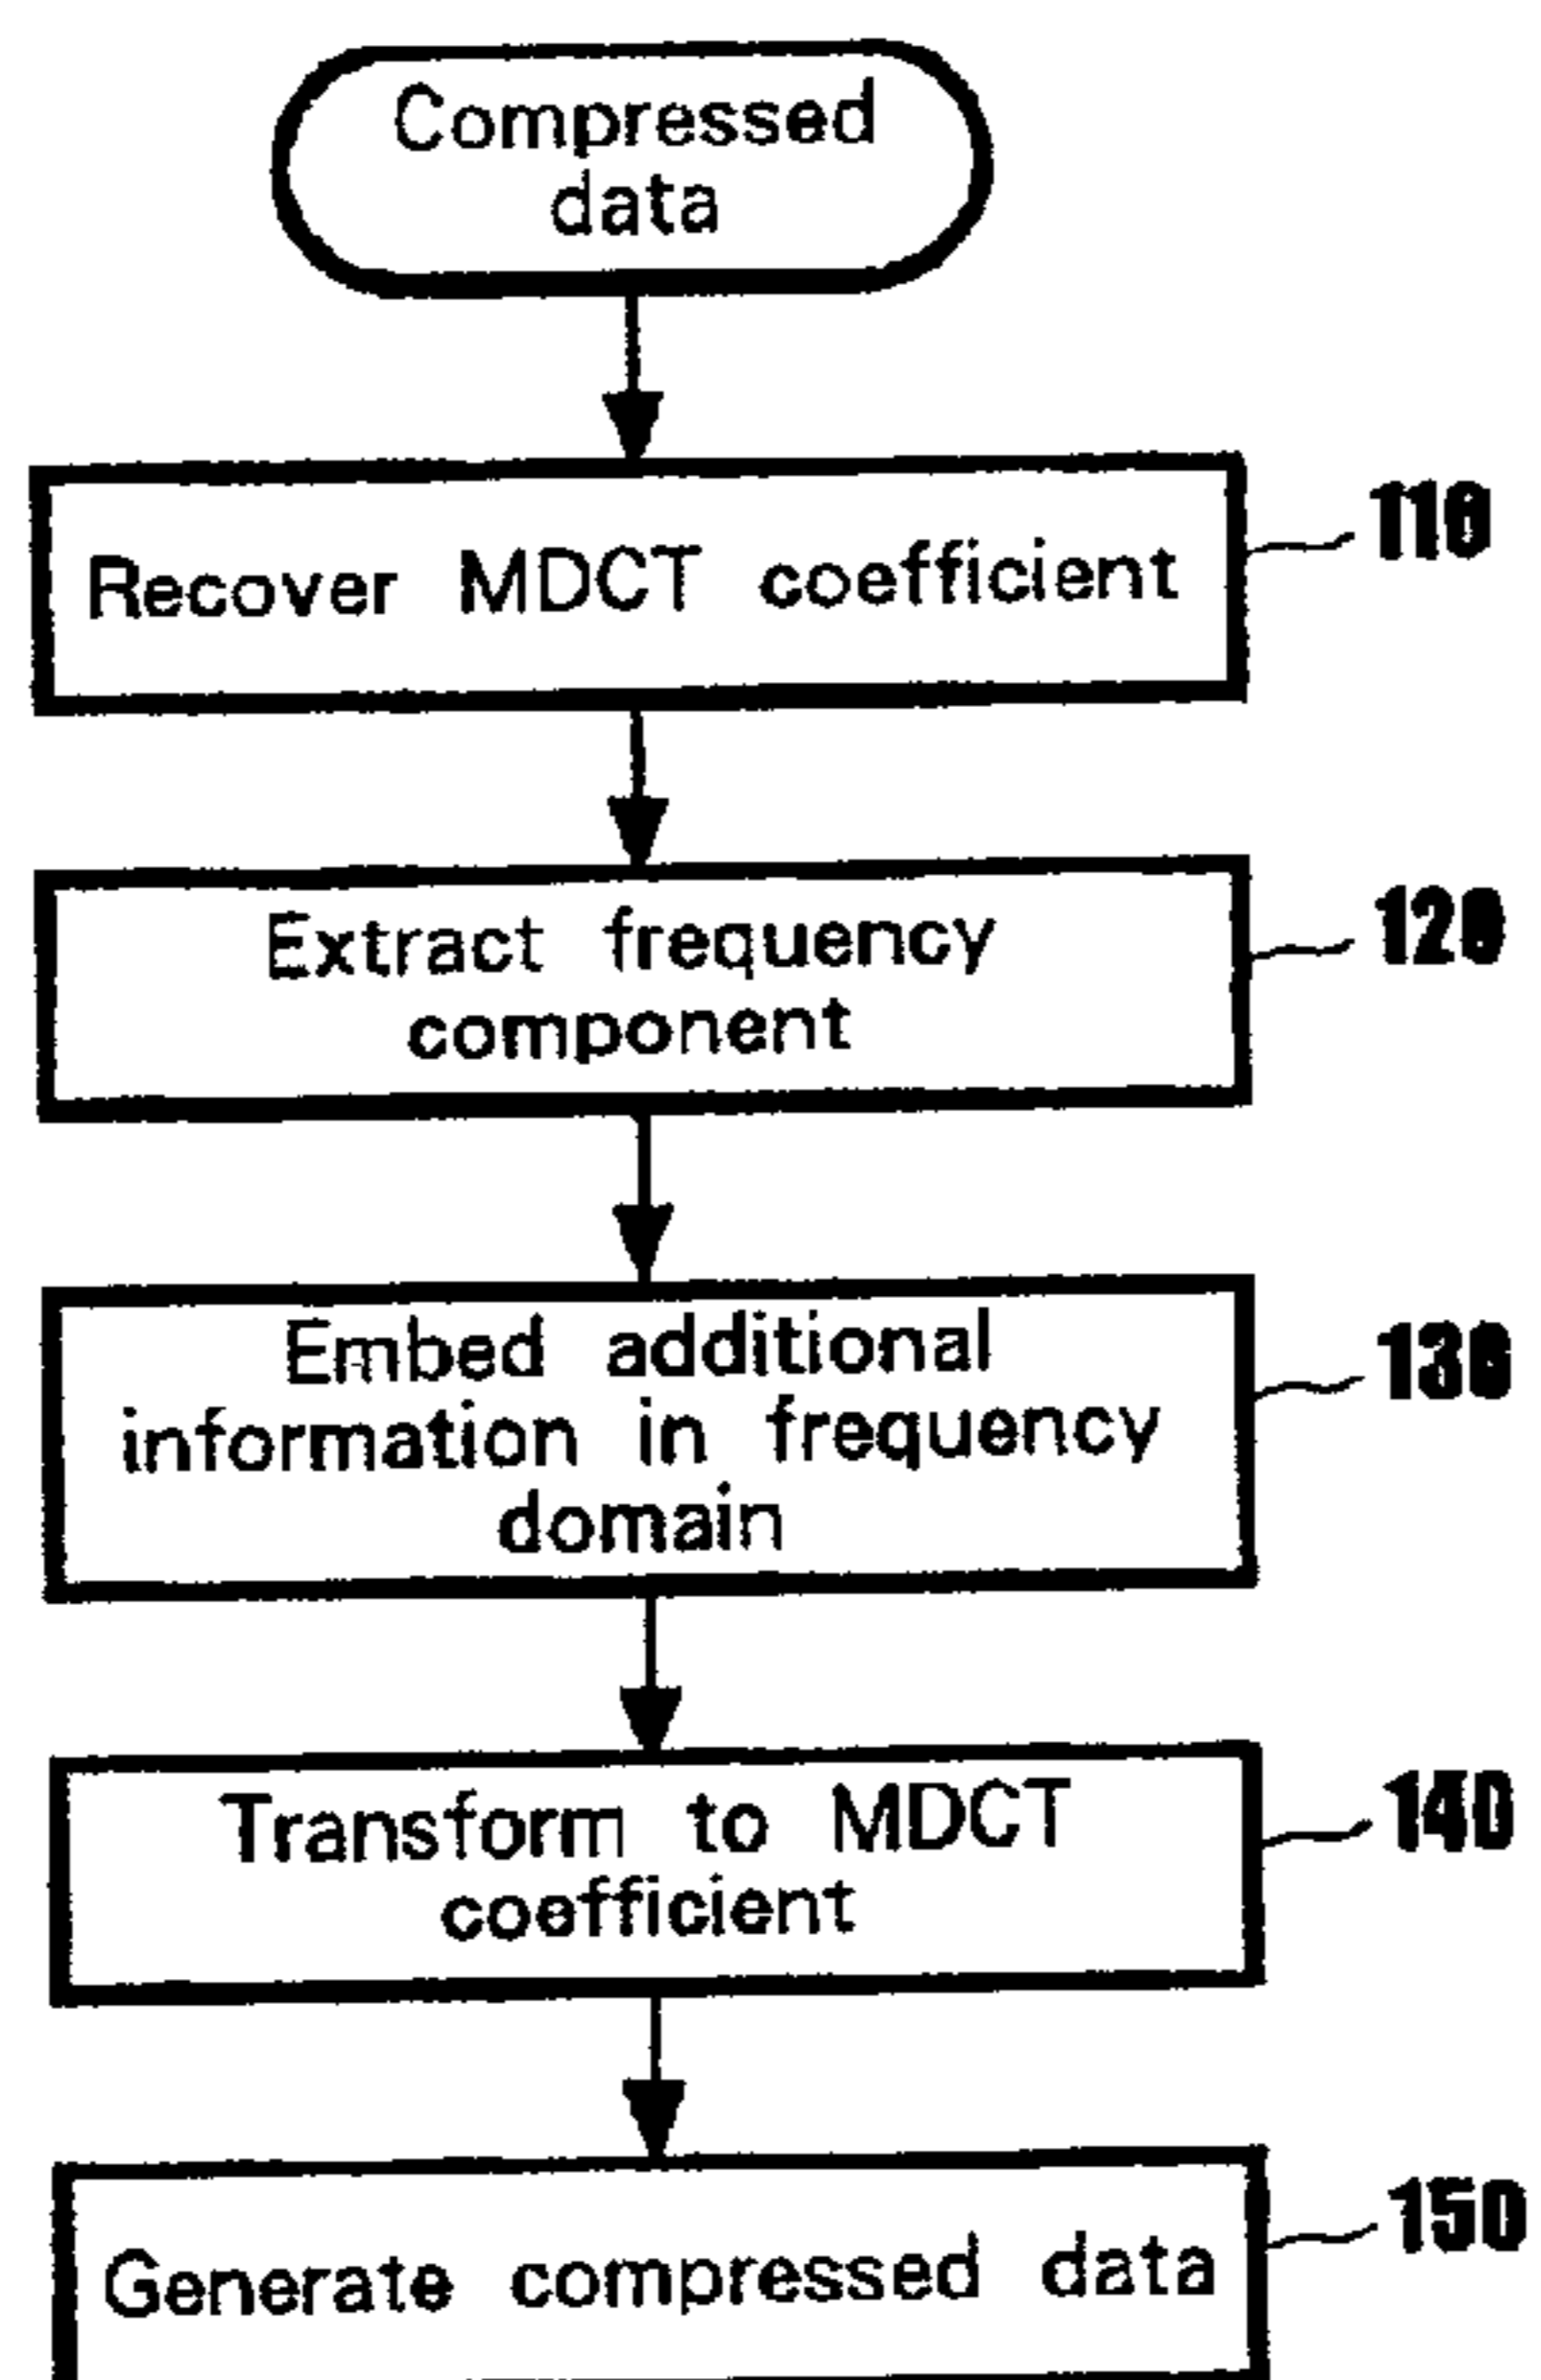 Compressed
data
Recover MDCT coefficient
110
Extract frequency
component
120
Embed additional
information in frequency
domain
130
Transform to MDCT
coefficient
140
Generate compressed data
150